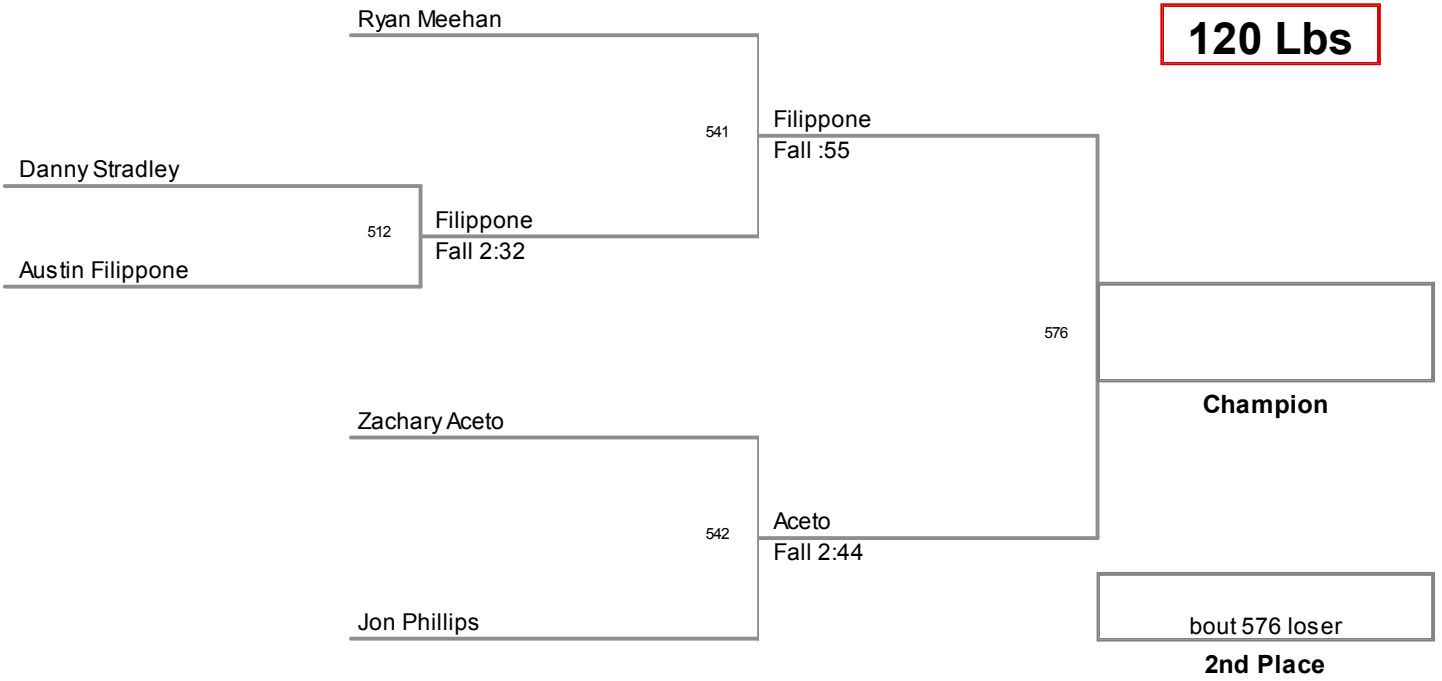 Ryan Meehan
120 Lbs
541
Filippone
Fall :55
Danny Stradley
512
Filippone
Fall 2:32
Austin Filippone
576
Champion
Zachary Aceto
542
Aceto
Fall 2:44
Jon Phillips
bout 576 loser
2nd Place